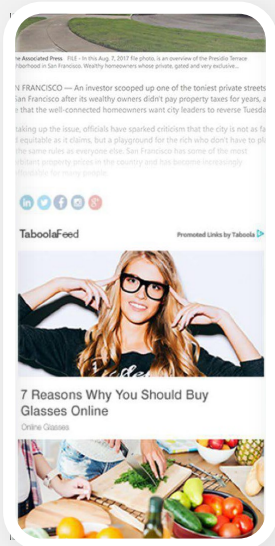 he Associated Press FILE - In this Aug. 7, 2017 file photo, is an overview of the Presidio Terrace
hborhood in San Francisco. Wealthy homeowners whose private, gated and very exclusive...
N FRANCISCO — An investor scooped up one of the toniest private streets
San Francisco after its wealthy owners didn't pay property taxes for years, a
e that the well-connected homeowners want city leaders to reverse Tuesda
taking up the issue, officials have sparked criticism that the city is not as fa
equitable as it claims, but a playground for the rich who don't have to pl
the same rules as everyone else. San Francisco has some of the most
rbitant property prices in the country and has become increasingly
ffordable for many people.
TaboolaFeed
Promoted Links by Taboola
7 Reasons Why You Should Buy
Glasses Online
Online Glasses